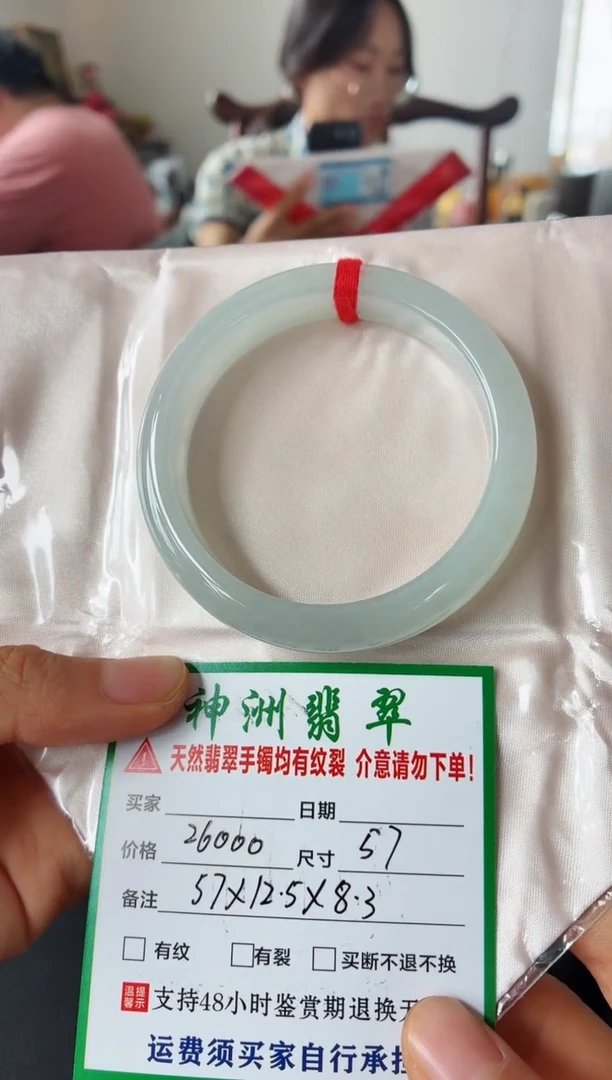 神洲翡翠
天然翡翠手镯均有纹裂 介意请勿下单!
买家 日期
价格 26000 尺寸 57
备注 57X12.5X8.3
有纹 有裂 买断不退不换
温馨提示 支持48小时鉴赏期退换
运费须买家自行承担